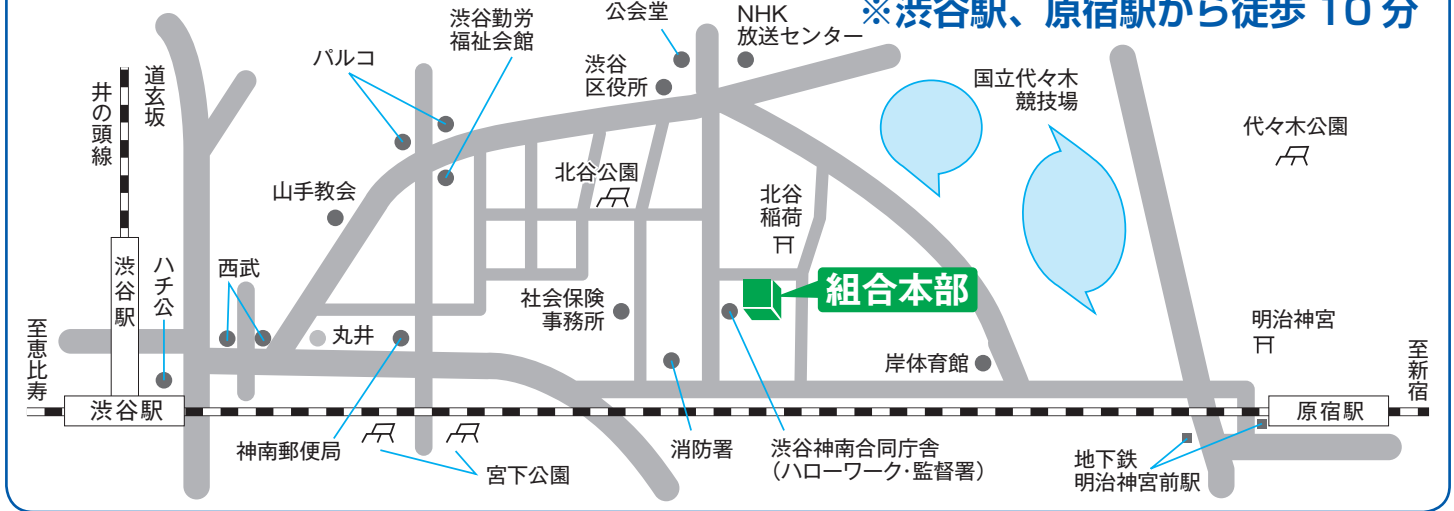 ※渋谷駅、原宿駅から徒歩 10 分
公会堂
NHK
放送センター
渋谷勤労
福祉会館
パルコ
渋谷
区役所
国立代々木
競技場
代々木公園
道玄坂
井の頭線
山手教会
北谷公園
北谷
稲荷
渋谷駅
ハチ公
西武
社会保険
事務所
組合本部
丸井
岸体育館
明治神宮
至恵比寿
至新宿
渋谷駅
原宿駅
神南郵便局
宮下公園
消防署
渋谷神南合同庁舎
(ハローワーク・監督署)
地下鉄
明治神宮前駅